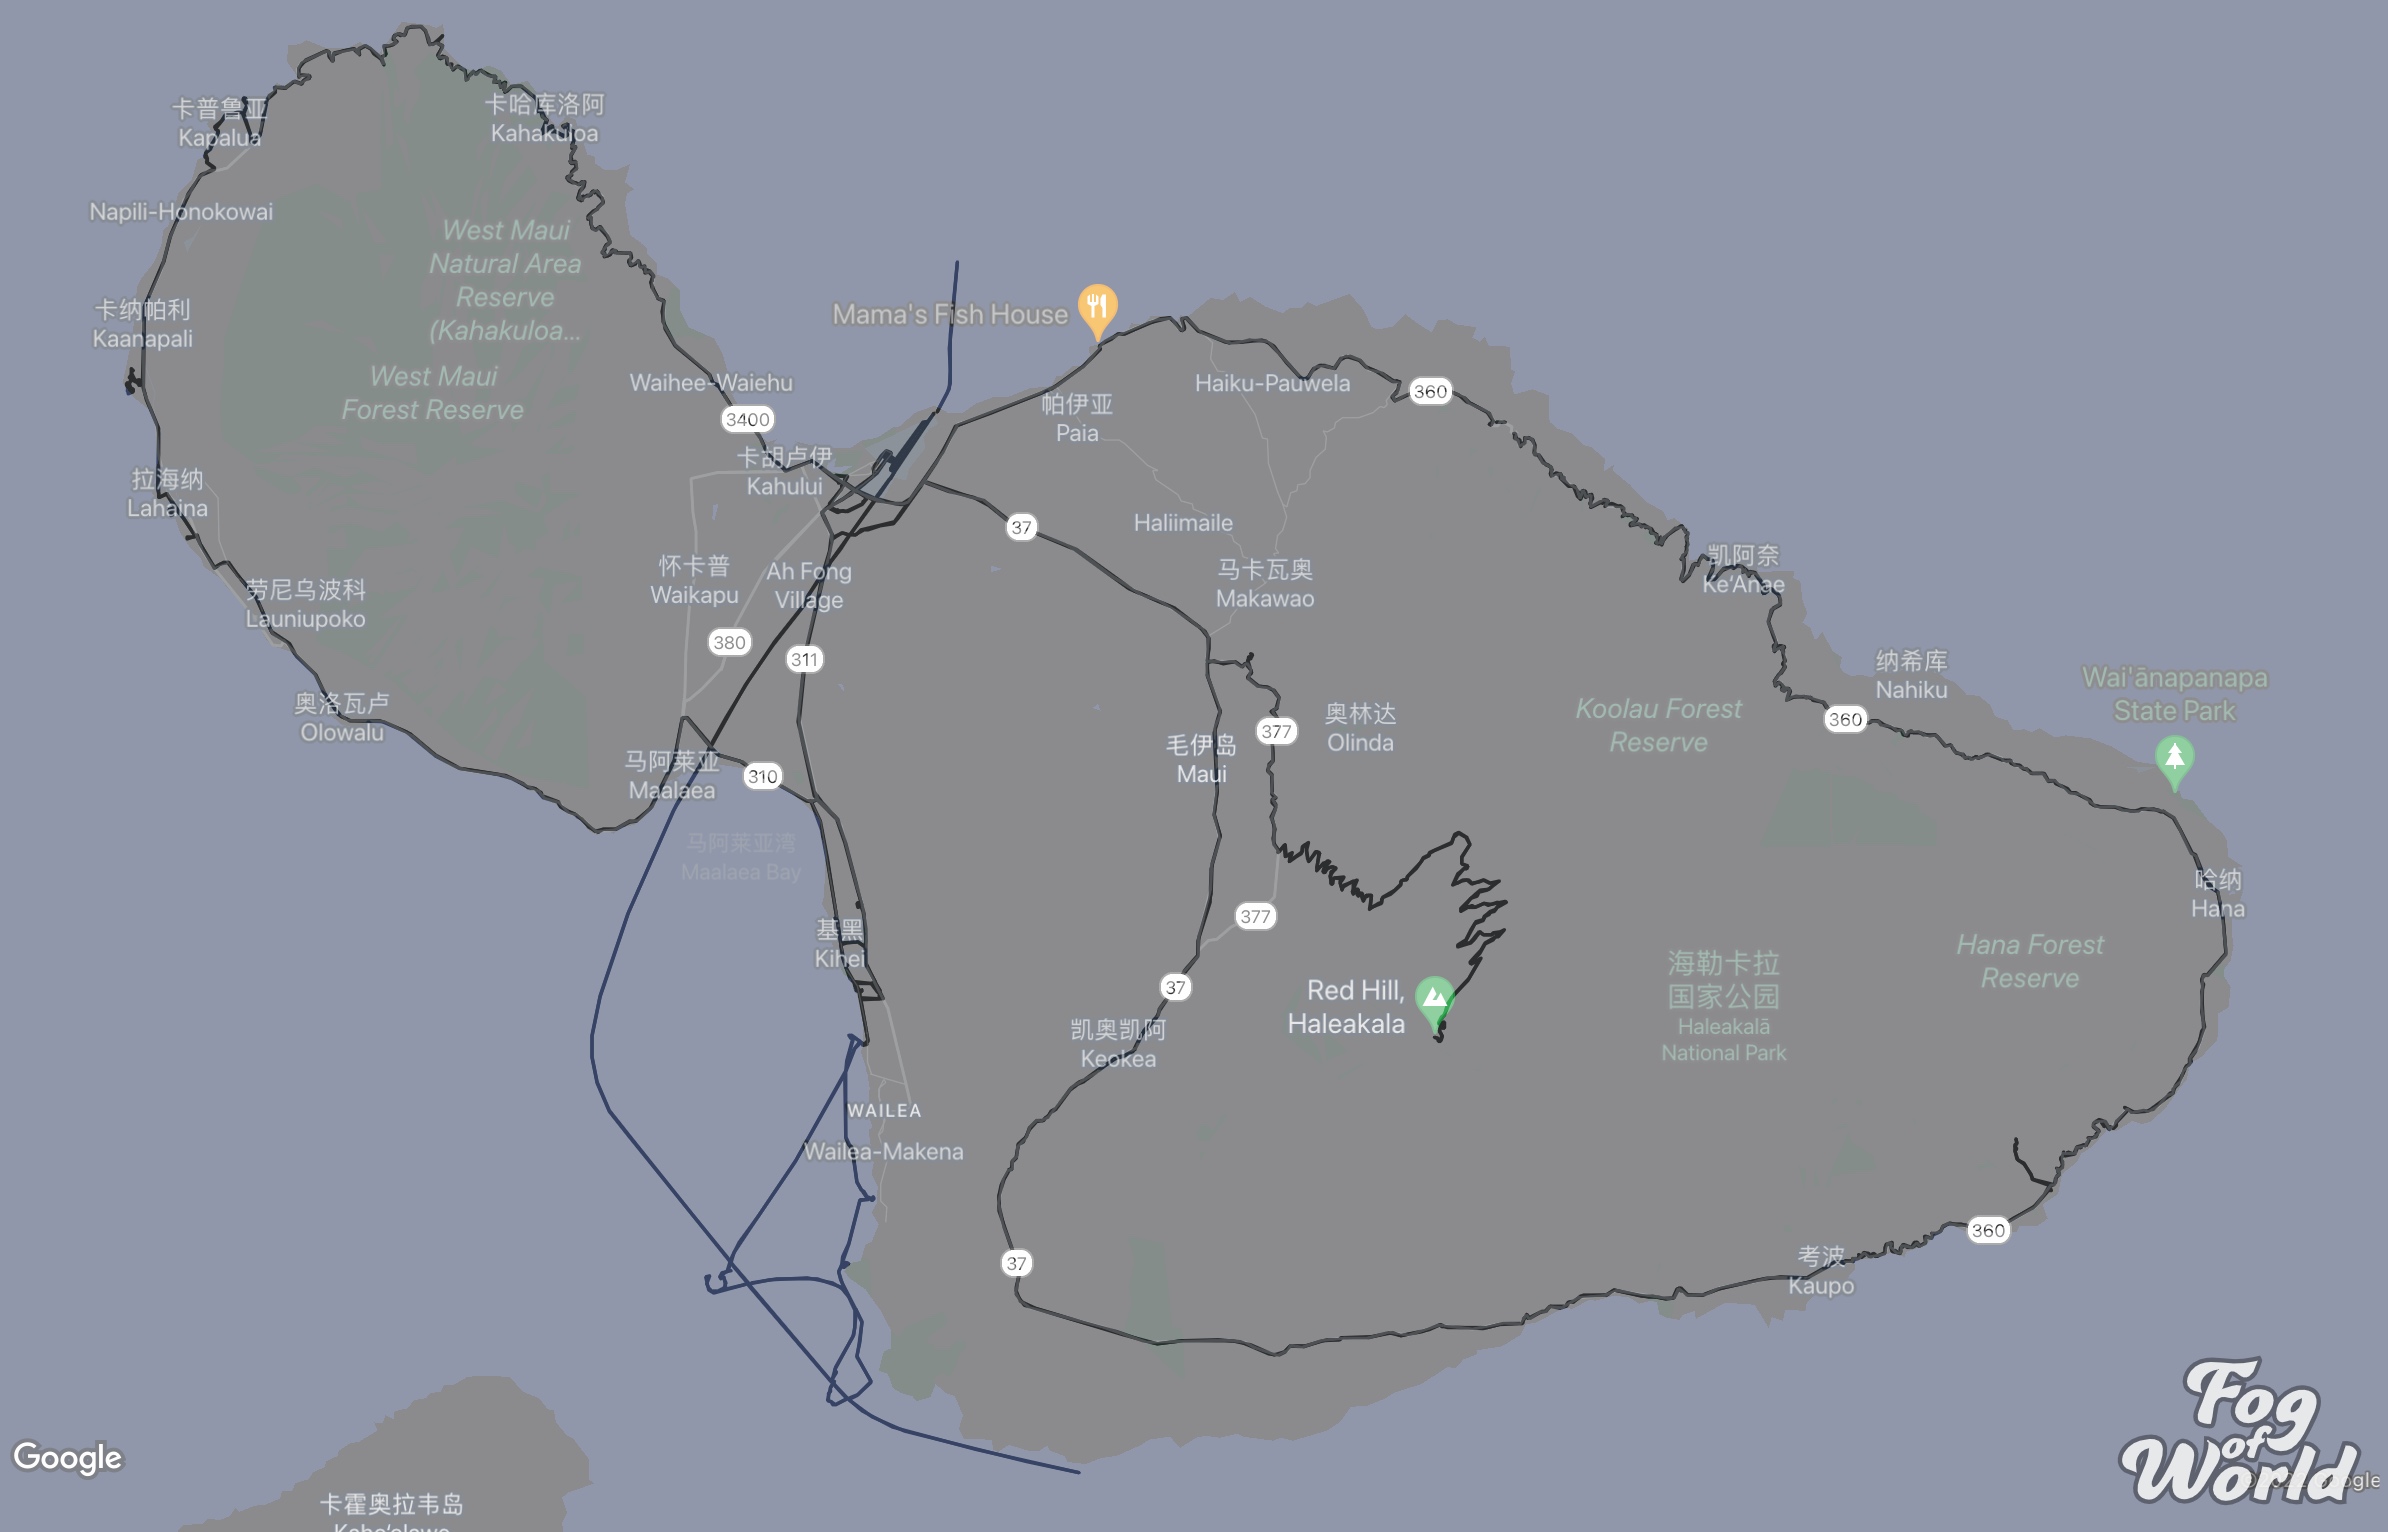 卡普鲁亚
Kapalua
卡哈库洛阿
Kahakuloa
Napili-Honokowai
West Maui
Natural Area
Reserve
(Kahakuloa...
卡纳帕利
Kaanapali
West Maui
Forest Reserve
Mama's Fish House
Waihee-Waiehu
3400
Haiku-Pauwela
360
帕伊亚
Paia
卡胡卢伊
Kahului
拉海纳
Lahaina
37
Haliimaile
怀卡普
Waikapu
Ah Fong
Village
马卡瓦奥
Makawao
凯阿奈
Ke‘Anae
劳尼乌波科
Launiupoko
380
311
纳希库
Nahiku
Wai'ānapanapa
State Park
奥洛瓦卢
Olowalu
毛伊岛
Maui
377
奥林达
Olinda
Koolau Forest
Reserve
360
马阿莱亚
Maalaea
310
马阿莱亚湾
Maalaea Bay
基黑
Kihei
377
哈纳
Hana
Hana Forest
Reserve
海勒卡拉
国家公园
Haleakalā
National Park
Red Hill,
Haleakala
37
凯奥凯阿
Keokea
WAILEA
Wailea-Makena
37
360
考波
Kaupo
卡霍奥拉韦岛
Kaho‘olawe
Google
Fog
of
World